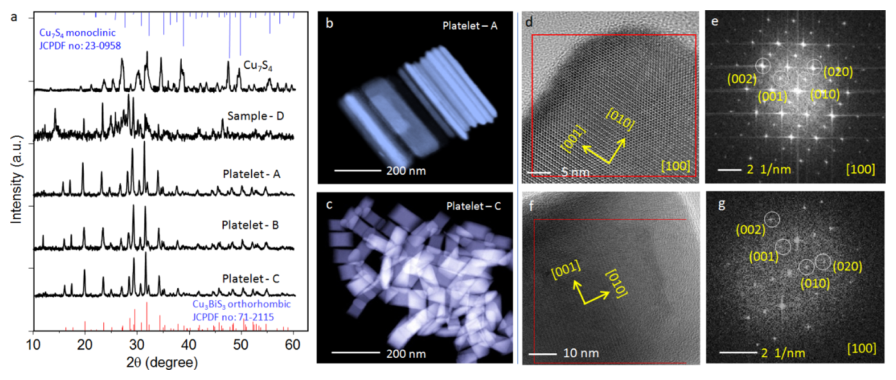 a
Cu7S4 monoclinic
JCPDF no: 23-0958
Cu7S4
Sample - D
Platelet - A
Platelet - B
Platelet - C
Cu3BiS3 orthorhombic
JCPDF no: 71-2115
Intensity (a.u.)
10 20 30 40 50 60
2θ (degree)
b
Platelet – A
200 nm
c
Platelet – C
200 nm
d
[001]
[010]
5 nm
[100]
e
(002)
(020)
(001)
(010)
2 1/nm
[100]
f
[001]
[010]
10 nm
g
(002)
(001)
(020)
(010)
2 1/nm
[100]